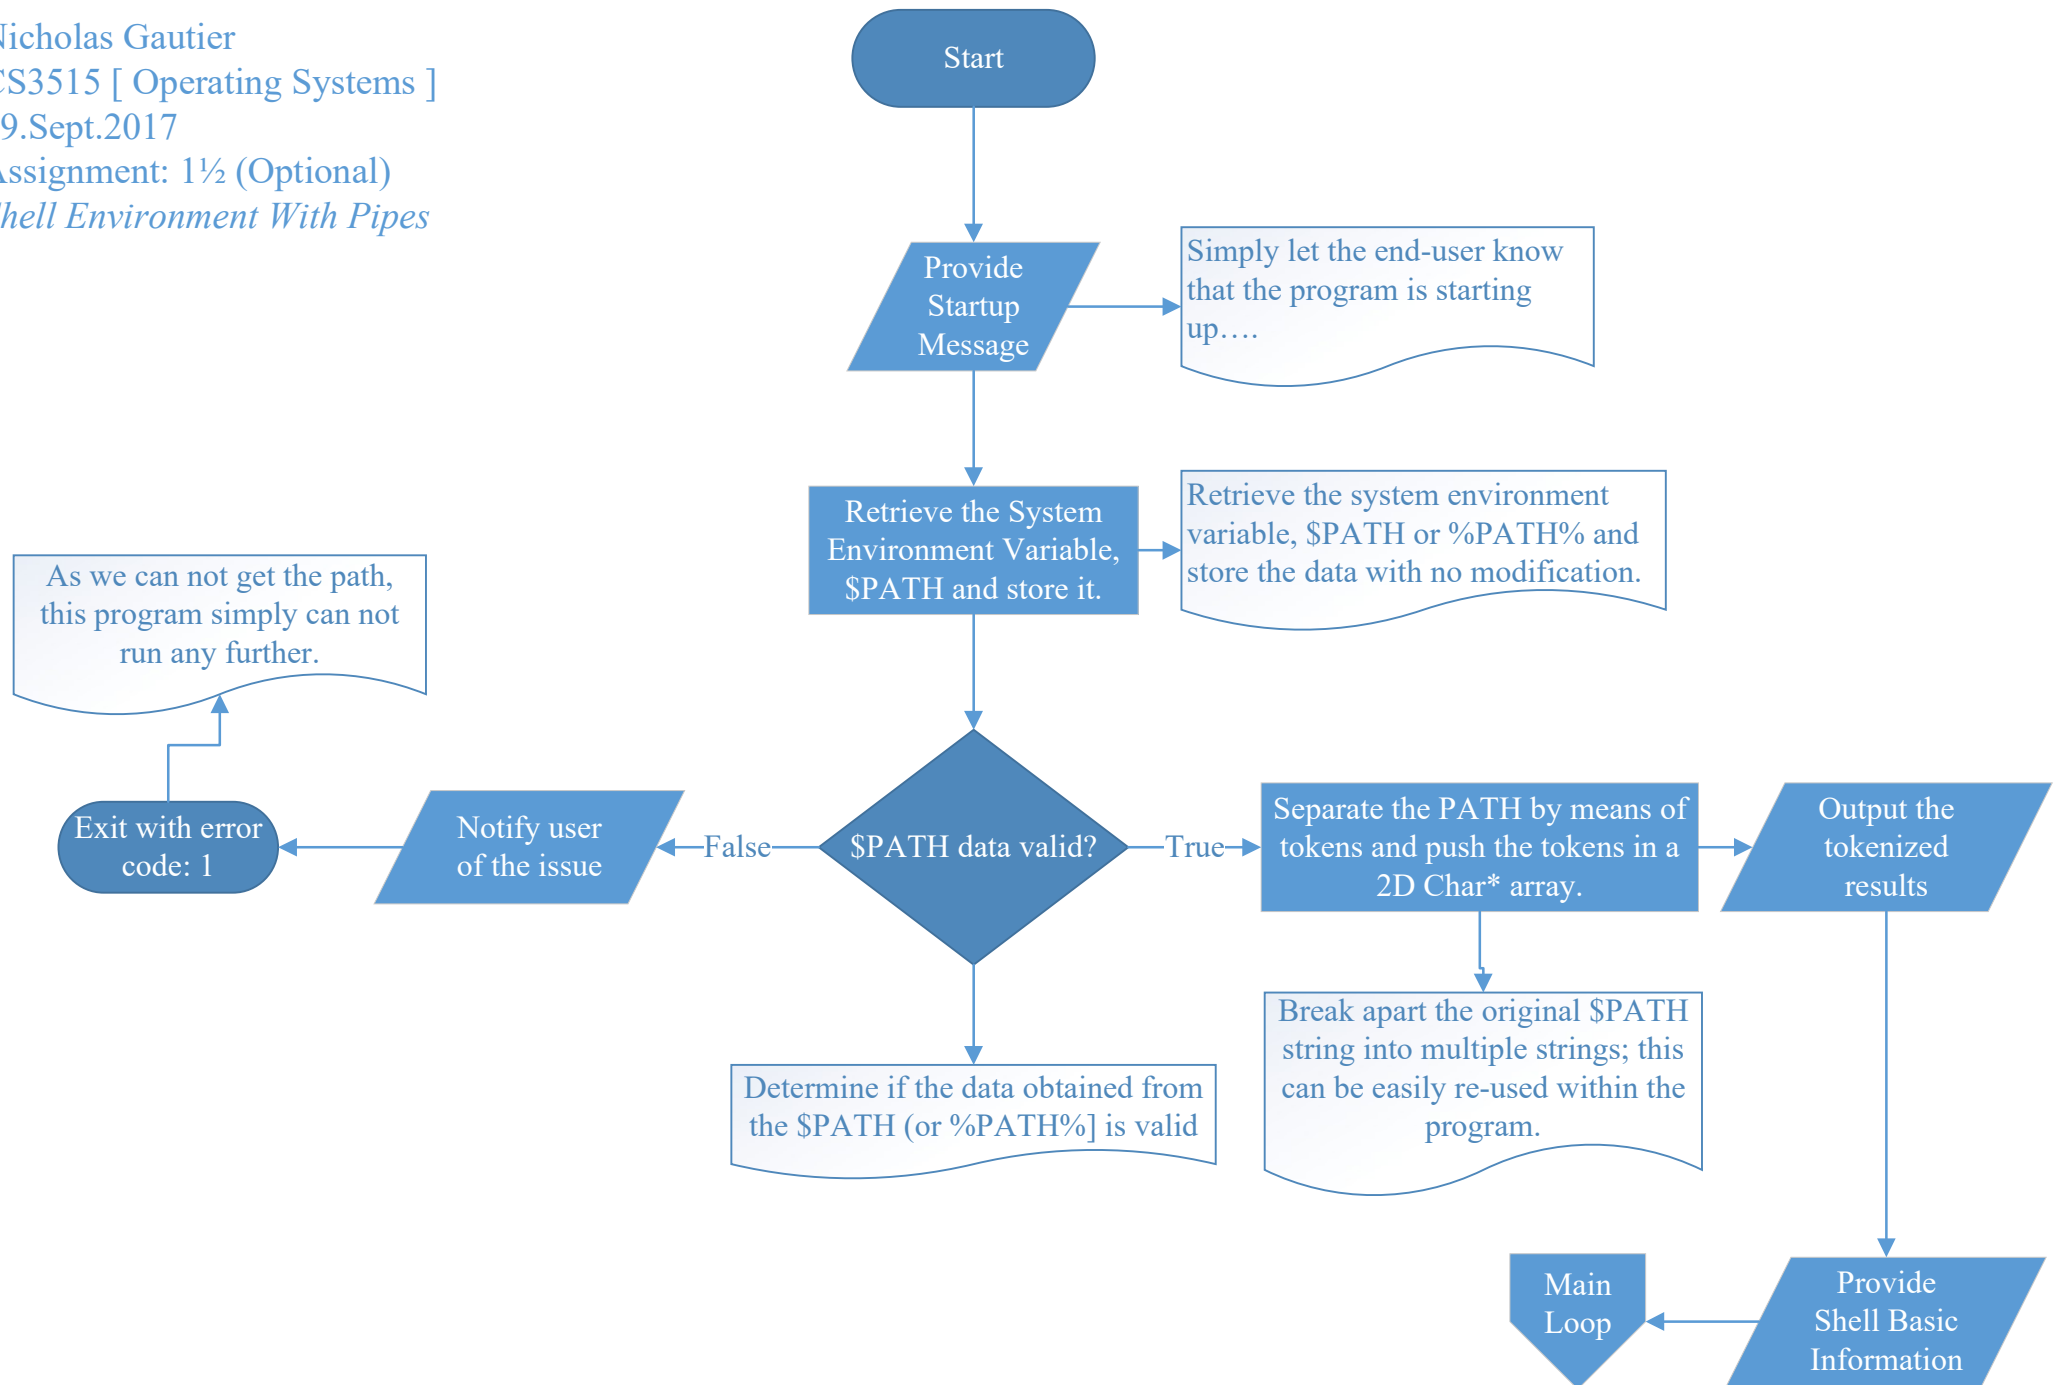 Nicholas Gautier
CS3515 [ Operating Systems ]
9.Sept.2017
Assignment: 1½ (Optional)
Shell Environment With Pipes
Start
Provide
Startup
Message
Simply let the end-user know
that the program is starting
up….
Retrieve the System
Environment Variable,
$PATH and store it.
Retrieve the system environment
variable, $PATH or %PATH% and
store the data with no modification.
As we can not get the path,
this program simply can not
run any further.
Exit with error
code: 1
Notify user
of the issue
False
$PATH data valid?
True
Separate the PATH by means of
tokens and push the tokens in a
2D Char* array.
Output the
tokenized
results
Determine if the data obtained from
the $PATH (or %PATH%] is valid
Break apart the original $PATH
string into multiple strings; this
can be easily re-used within the
program.
Main
Loop
Provide
Shell Basic
Information